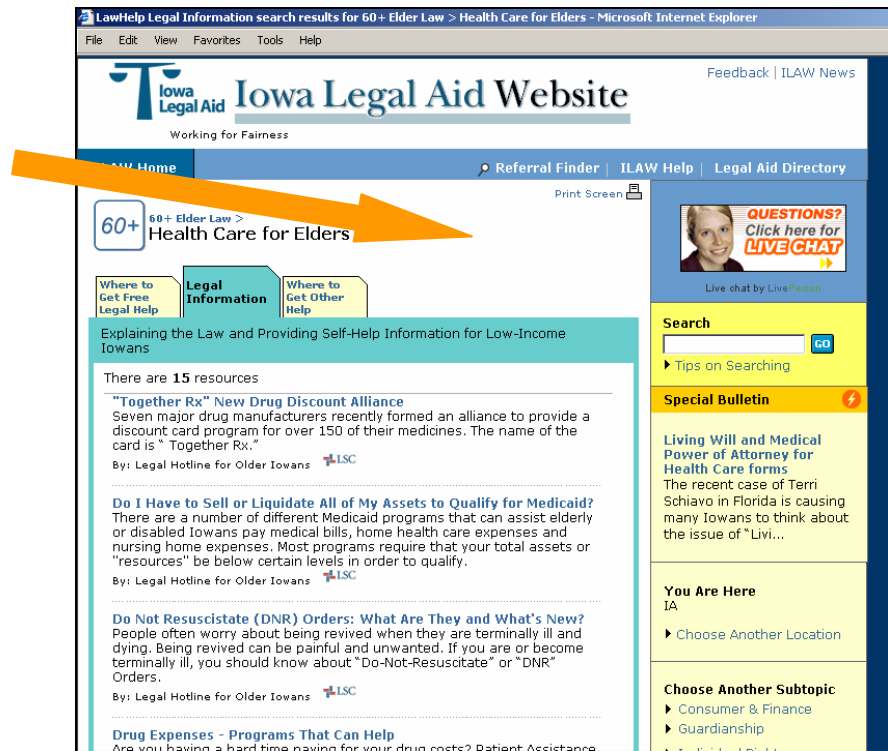 LawHelp Legal Information search results for 60+ Elder Law > Health Care for Elders - Microsoft Internet Explorer
File Edit View Favorites Tools Help
Feedback | ILAW News
Iowa
Legal Aid
Iowa Legal Aid Website
Working for Fairness
Home
Referral Finder | ILAW Help | Legal Aid Directory
Print Screen
60+
60+ Elder Law >
Health Care for Elders
QUESTIONS?
Click here for
LIVE CHAT
Live chat by LivePerson
Where to
Get Free
Legal Help
Legal
Information
Where to
Get Other
Help
Explaining the Law and Providing Self-Help Information for Low-Income
Iowans
There are 15 resources
"Together Rx" New Drug Discount Alliance
Seven major drug manufacturers recently formed an alliance to provide a
discount card program for over 150 of their medicines. The name of the
card is " Together Rx."
By: Legal Hotline for Older Iowans LSC
Do I Have to Sell or Liquidate All of My Assets to Qualify for Medicaid?
There are a number of different Medicaid programs that can assist elderly
or disabled Iowans pay medical bills, home health care expenses and
nursing home expenses. Most programs require that your total assets or
"resources" be below certain levels in order to qualify.
By: Legal Hotline for Older Iowans LSC
Do Not Resuscistate (DNR) Orders: What Are They and What's New?
People often worry about being revived when they are terminally ill and
dying. Being revived can be painful and unwanted. If you are or become
terminally ill, you should know about "Do-Not-Resuscitate" or "DNR"
Orders.
By: Legal Hotline for Older Iowans LSC
Drug Expenses - Programs That Can Help
Are you having a hard time paying for your drug costs? Patient Assistance
Search
GO
Tips on Searching
Special Bulletin
Living Will and Medical
Power of Attorney for
Health Care forms
The recent case of Terri
Schiavo in Florida is causing
many Iowans to think about
the issue of "Livi...
You Are Here
IA
Choose Another Location
Choose Another Subtopic
Consumer & Finance
Guardianship